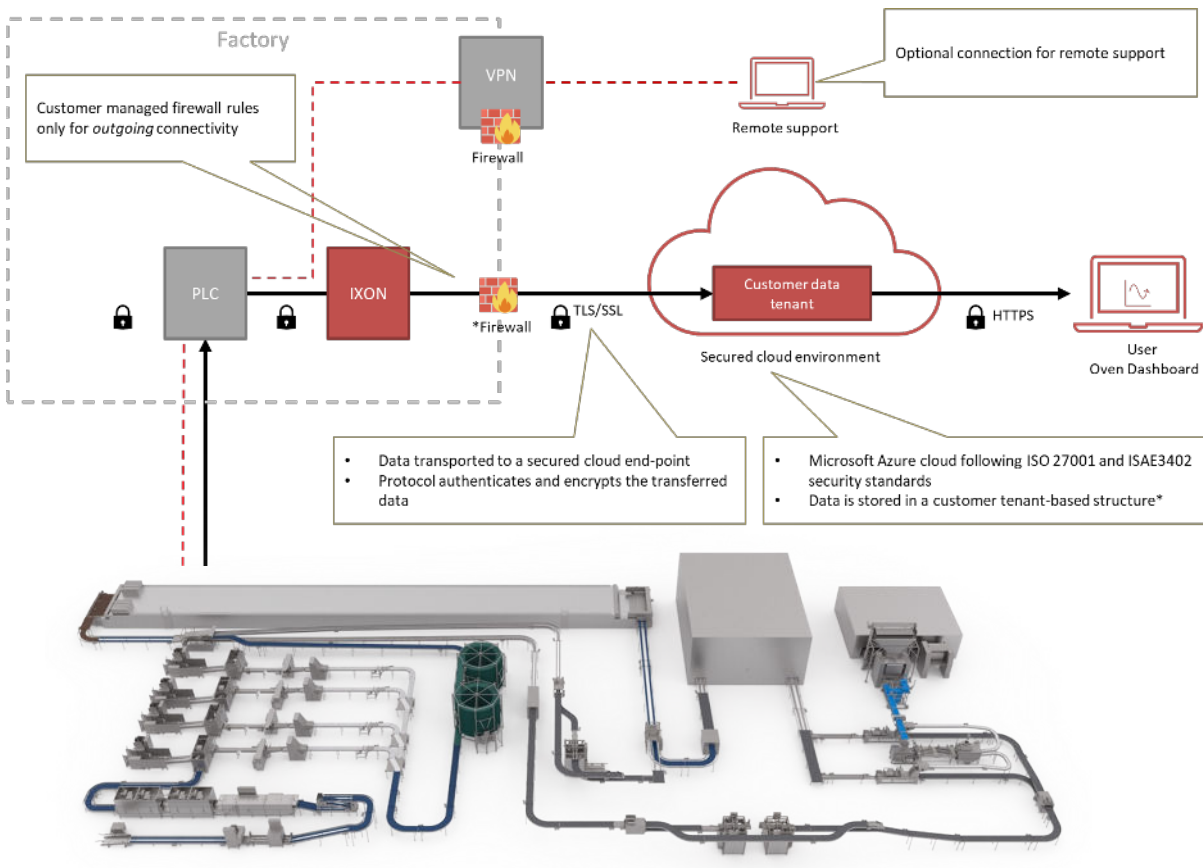 Factory
VPN
Optional connection for remote support
Customer managed firewall rules
only for outgoing connectivity
Remote support
Firewall
PLC
IXON
Customer data
tenant
*Firewall
TLS/SSL
HTTPS
Secured cloud environment
User
Oven Dashboard
• Data transported to a secured cloud end-point
• Protocol authenticates and encrypts the transferred
data
• Microsoft Azure cloud following ISO 27001 and ISAE3402
security standards
• Data is stored in a customer tenant-based structure*